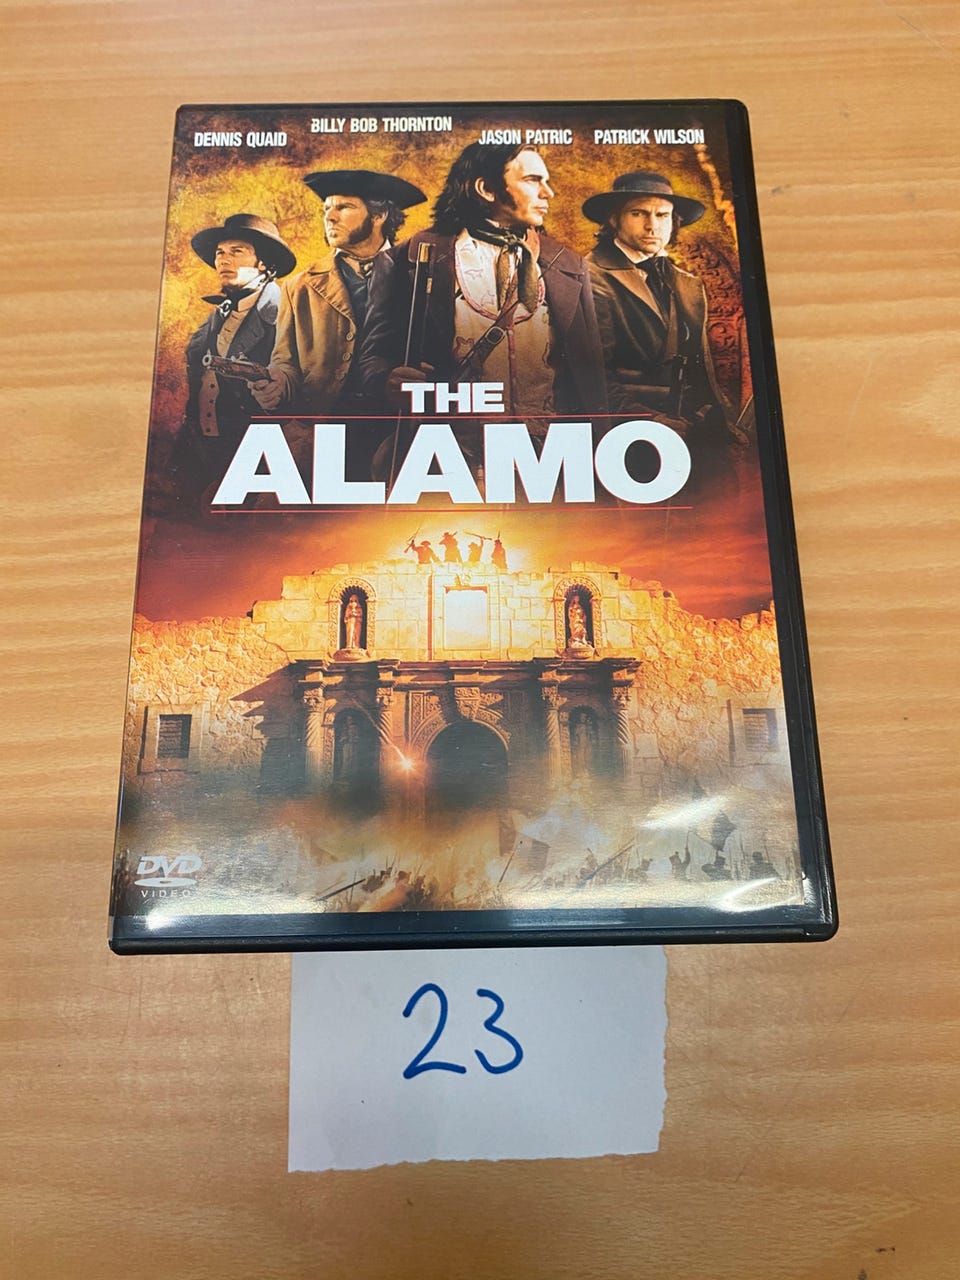 DENNIS QUAID BILLY BOB THORNTON JASON PATRIC PATRICK WILSON
THE
ALAMO
DVD
VIDEO
23